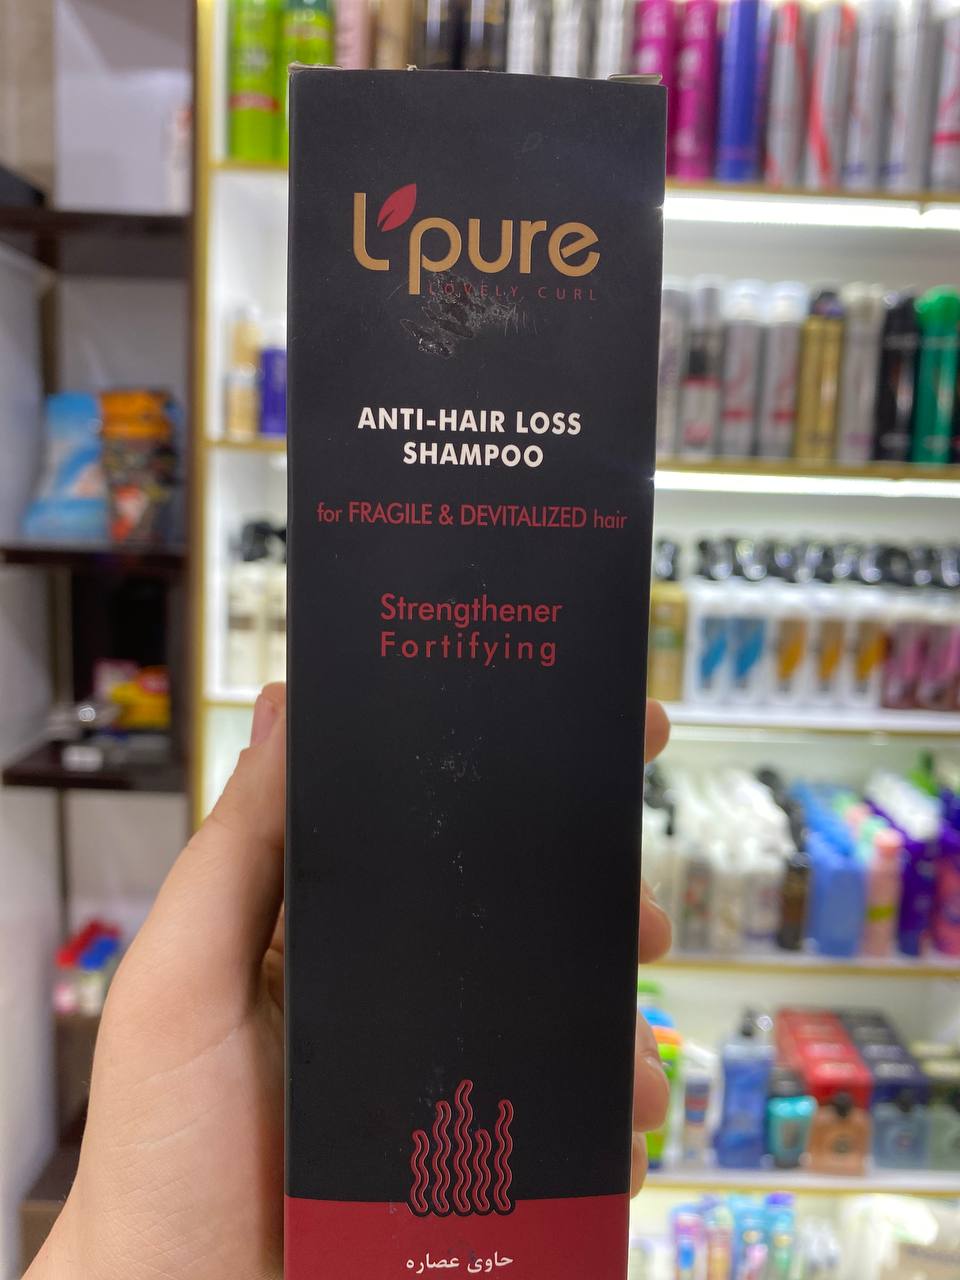 L'pure
LOVELY CURL
ANTI-HAIR LOSS
SHAMPOO
for FRAGILE & DEVITALIZED hair
Strengthener
Fortifying
حاوی عصاره